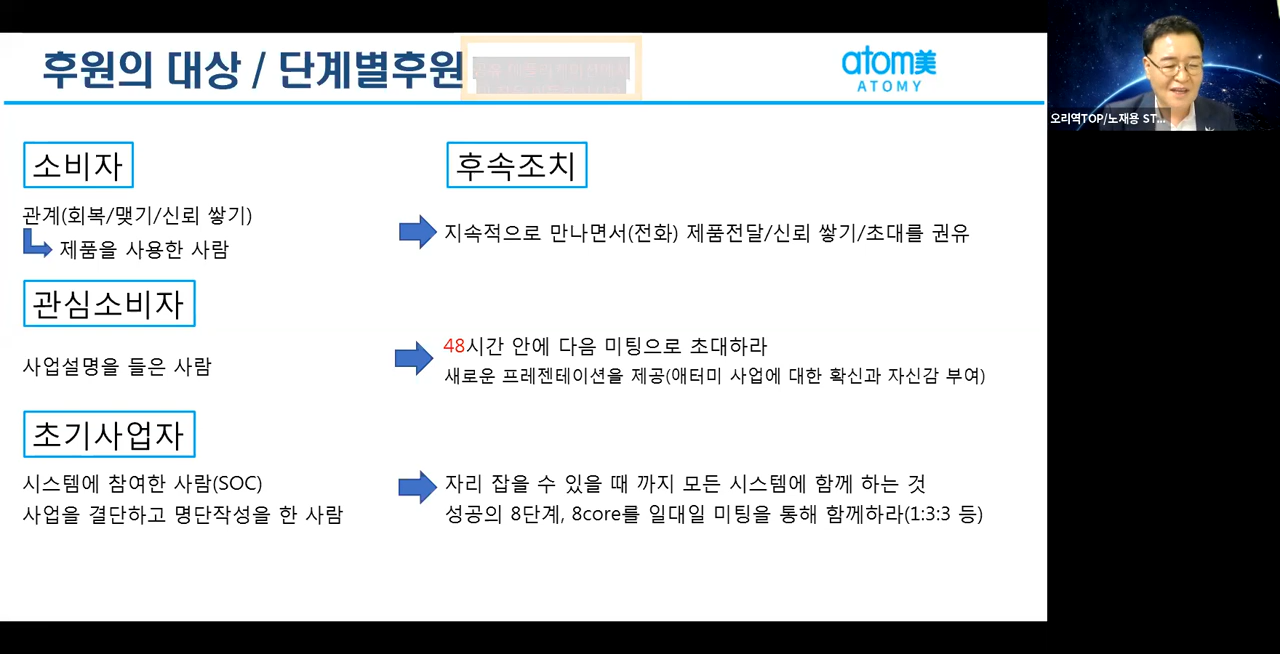 후원의 대상 / 단계별후원
atom美
ATOMY
오리역TOP/노재용 ST...
소비자
후속조치
관계(회복/맺기/신뢰 쌓기)
제품을 사용한 사람
지속적으로 만나면서(전화) 제품전달/신뢰 쌓기/초대를 권유
관심소비자
사업설명을 들은 사람
48시간 안에 다음 미팅으로 초대하라
새로운 프레젠테이션을 제공(애터미 사업에 대한 확신과 자신감 부여)
초기사업자
시스템에 참여한 사람(SOC)
사업을 결단하고 명단작성을 한 사람
자리 잡을 수 있을 때 까지 모든 시스템에 함께 하는 것
성공의 8단계, 8core를 일대일 미팅을 통해 함께하라(1:3:3 등)